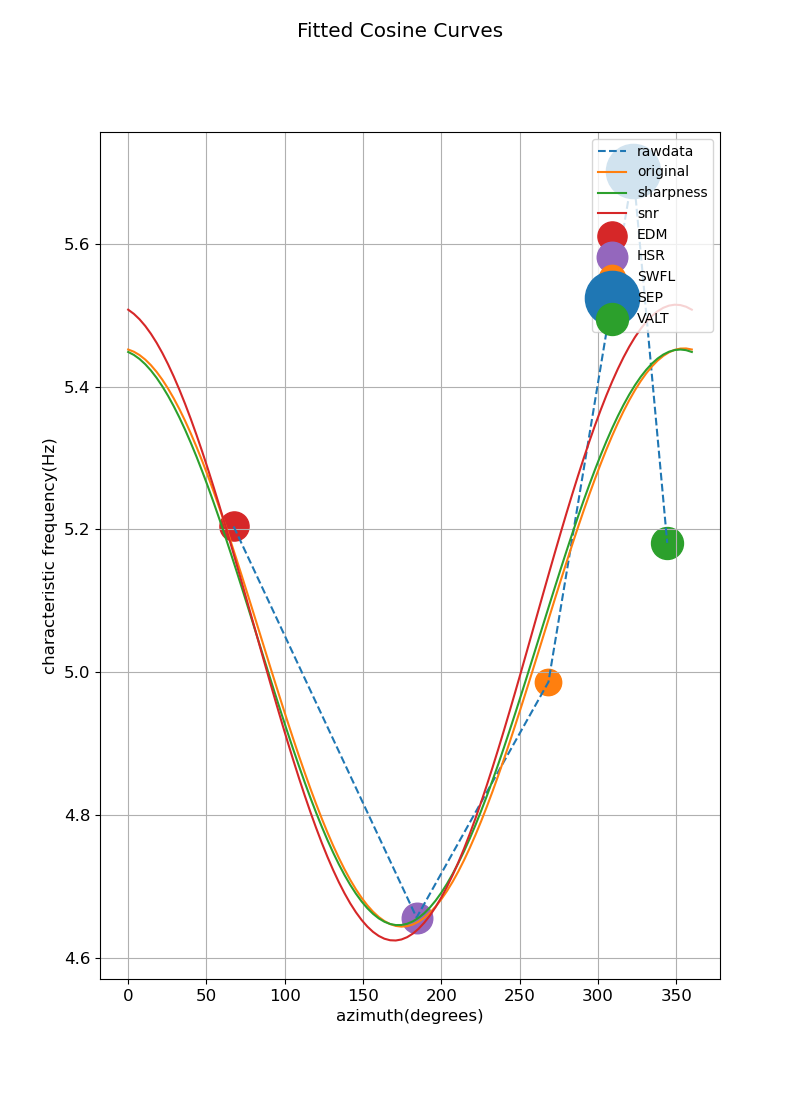 Fitted Cosine Curves
rawdata
original
sharpness
snr
EDM
HSR
SWFL
SEP
VALT
characteristic frequency(Hz)
5.6
5.4
5.2
5.0
4.8
4.6
0 50 100 150 200 250 300 350
azimuth(degrees)